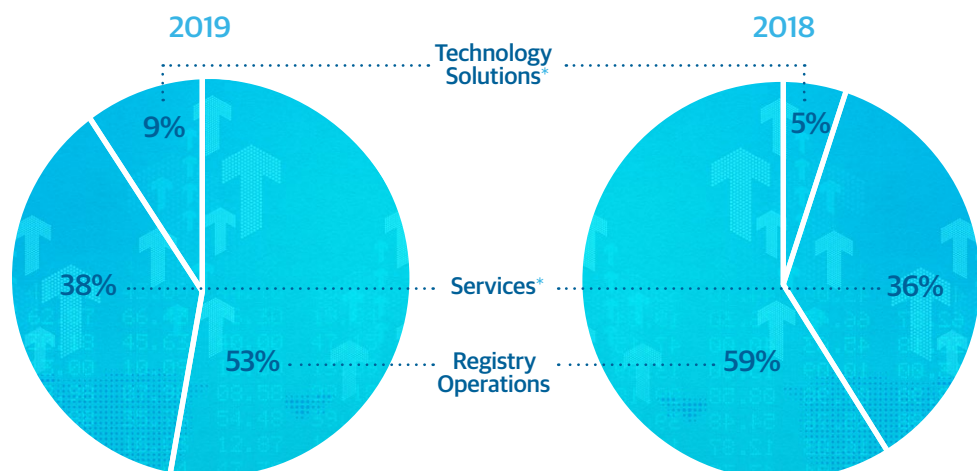 2019
2018
Technology
Solutions*
9%
5%
38%
Services*
36%
53%
Registry
Operations
59%